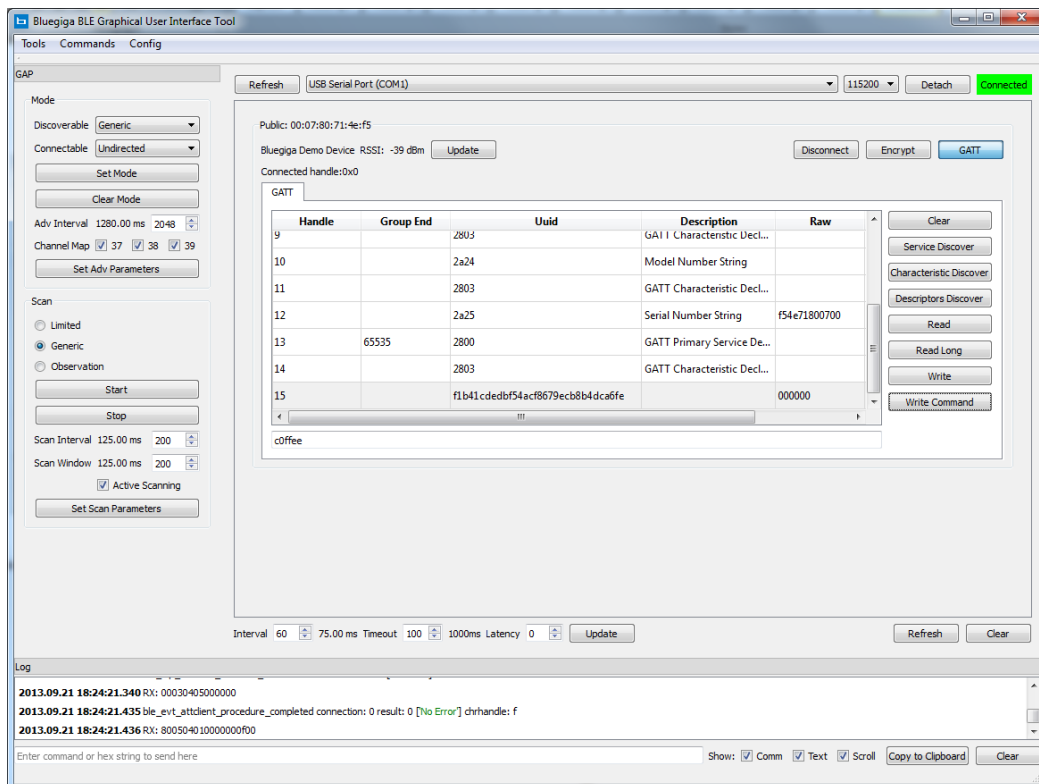 Bluegiga BLE Graphical User Interface Tool
Tools Commands Config
GAP
Mode
Discoverable Generic
Connectable Undirected
Set Mode
Clear Mode
Adv Interval 1280.00 ms 2048
Channel Map 37 38 39
Set Adv Parameters
Scan
Limited
Generic
Observation
Start
Stop
Scan Interval 125.00 ms 200
Scan Window 125.00 ms 200
Active Scanning
Set Scan Parameters
Refresh USB Serial Port (COM1) 115200 Detach Connected
Public: 00:07:80:71:4e:f5
Bluegiga Demo Device RSSI: -39 dBm Update Disconnect Encrypt GATT
Connected handle:0x0
GATT
Handle Group End Uuid Description Raw
9 2803 GATT Characteristic Decl...
10 2a24 Model Number String
11 2803 GATT Characteristic Decl...
12 2a25 Serial Number String f54e71800700
13 65535 2800 GATT Primary Service De...
14 2803 GATT Characteristic Decl...
15 f1b41cdedbf54acf8679ecb8b4dca6fe 000000
c0ffee
Clear
Service Discover
Characteristic Discover
Descriptors Discover
Read
Read Long
Write
Write Command
Interval 60 75.00 ms Timeout 100 1000ms Latency 0 Update Refresh Clear
Log
2013.09.21 18:24:21.340 RX: 00030405000000
2013.09.21 18:24:21.435 ble_evt_attclient_procedure_completed connection: 0 result: 0 ['No Error'] chrhandle: f
2013.09.21 18:24:21.436 RX: 800504010000000f00
Enter command or hex string to send here Show: Comm Text Scroll Copy to Clipboard Clear